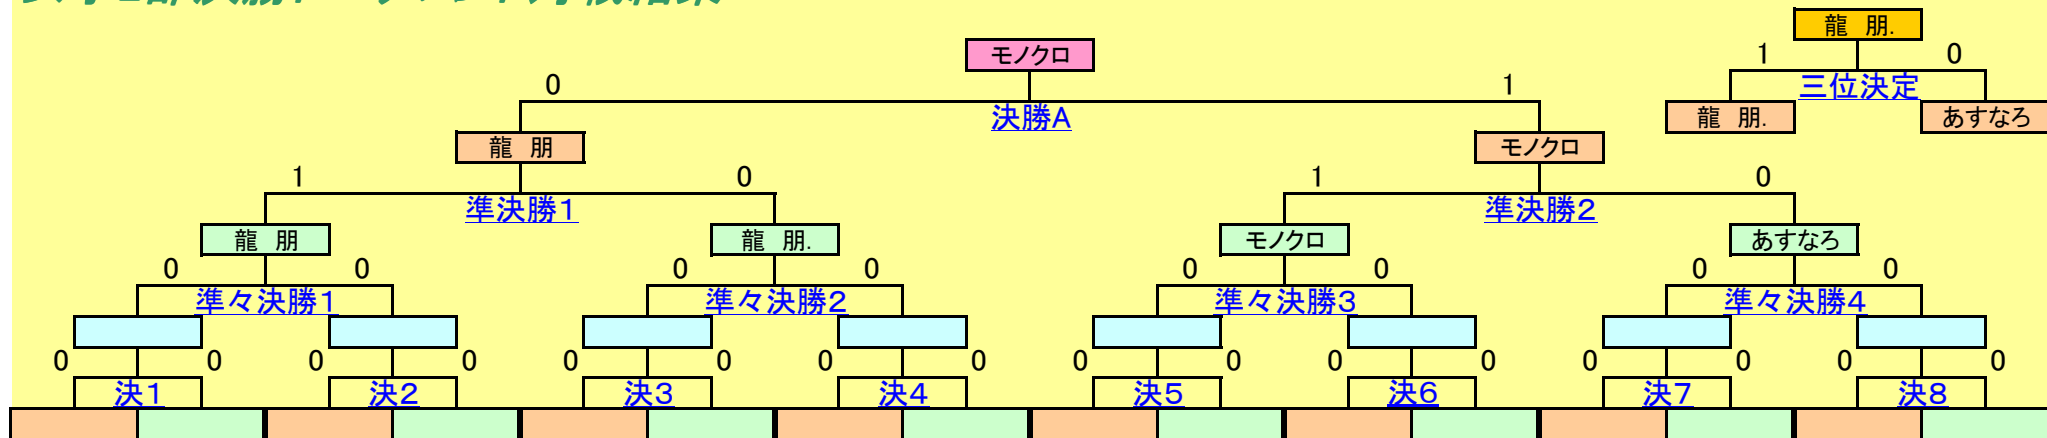 龍 朋.
モノクロ
1 0
0 1
三位決定
決勝A
龍 朋. あすなろ
龍 朋 モノクロ
1 0 1 0
準決勝1 準決勝2
龍 朋 龍 朋. モノクロ あすなろ
0 0 0 0 0 0 0 0
準々決勝1 準々決勝2 準々決勝3 準々決勝4
0 0 0 0 0 0 0 0 0 0 0 0 0 0 0 0
決1 決2 決3 決4 決5 決6 決7 決8